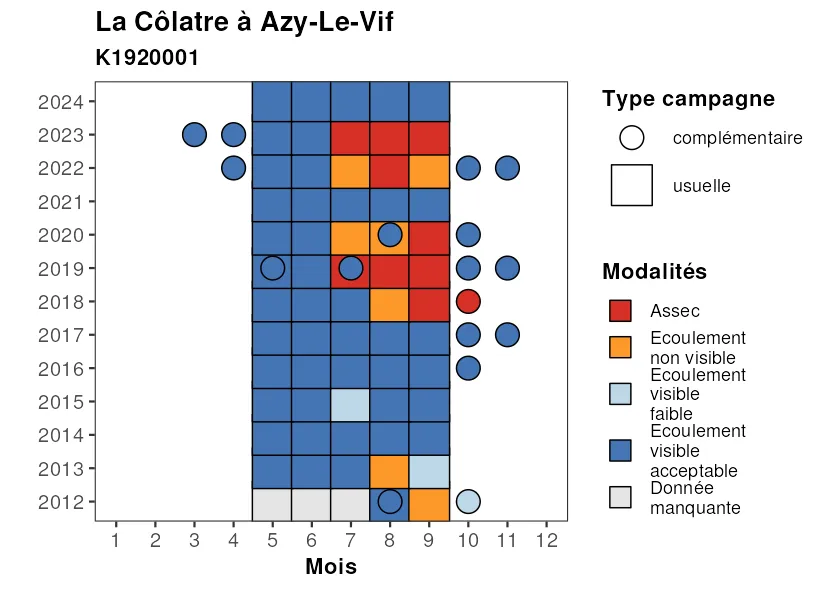 La Côlatre à Azy-Le-Vif
K1920001
2024
2023
2022
2021
2020
2019
2018
2017
2016
2015
2014
2013
2012
1 2 3 4 5 6 7 8 9 10 11 12
Mois
Type campagne
complémentaire
usuelle
Modalités
Assec
Ecoulement
non visible
Ecoulement
visible
faible
Ecoulement
visible
acceptable
Donnée
manquante